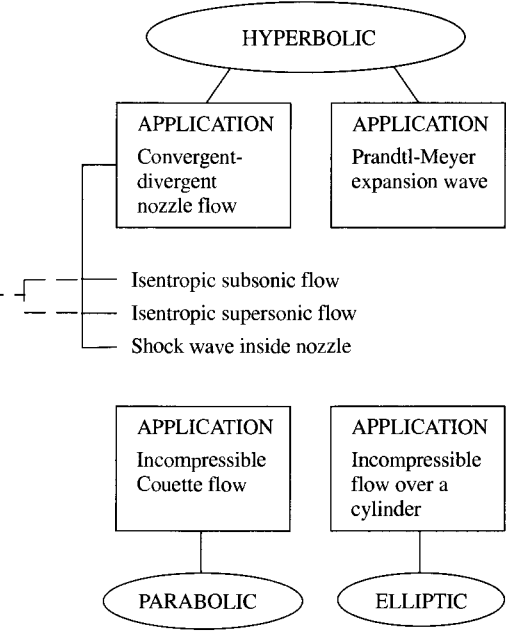 HYPERBOLIC
APPLICATION
Convergent-
divergent
nozzle flow
APPLICATION
Prandtl-Meyer
expansion wave
Isentropic subsonic flow
Isentropic supersonic flow
Shock wave inside nozzle
APPLICATION
Incompressible
Couette flow
APPLICATION
Incompressible
flow over a
cylinder
PARABOLIC
ELLIPTIC